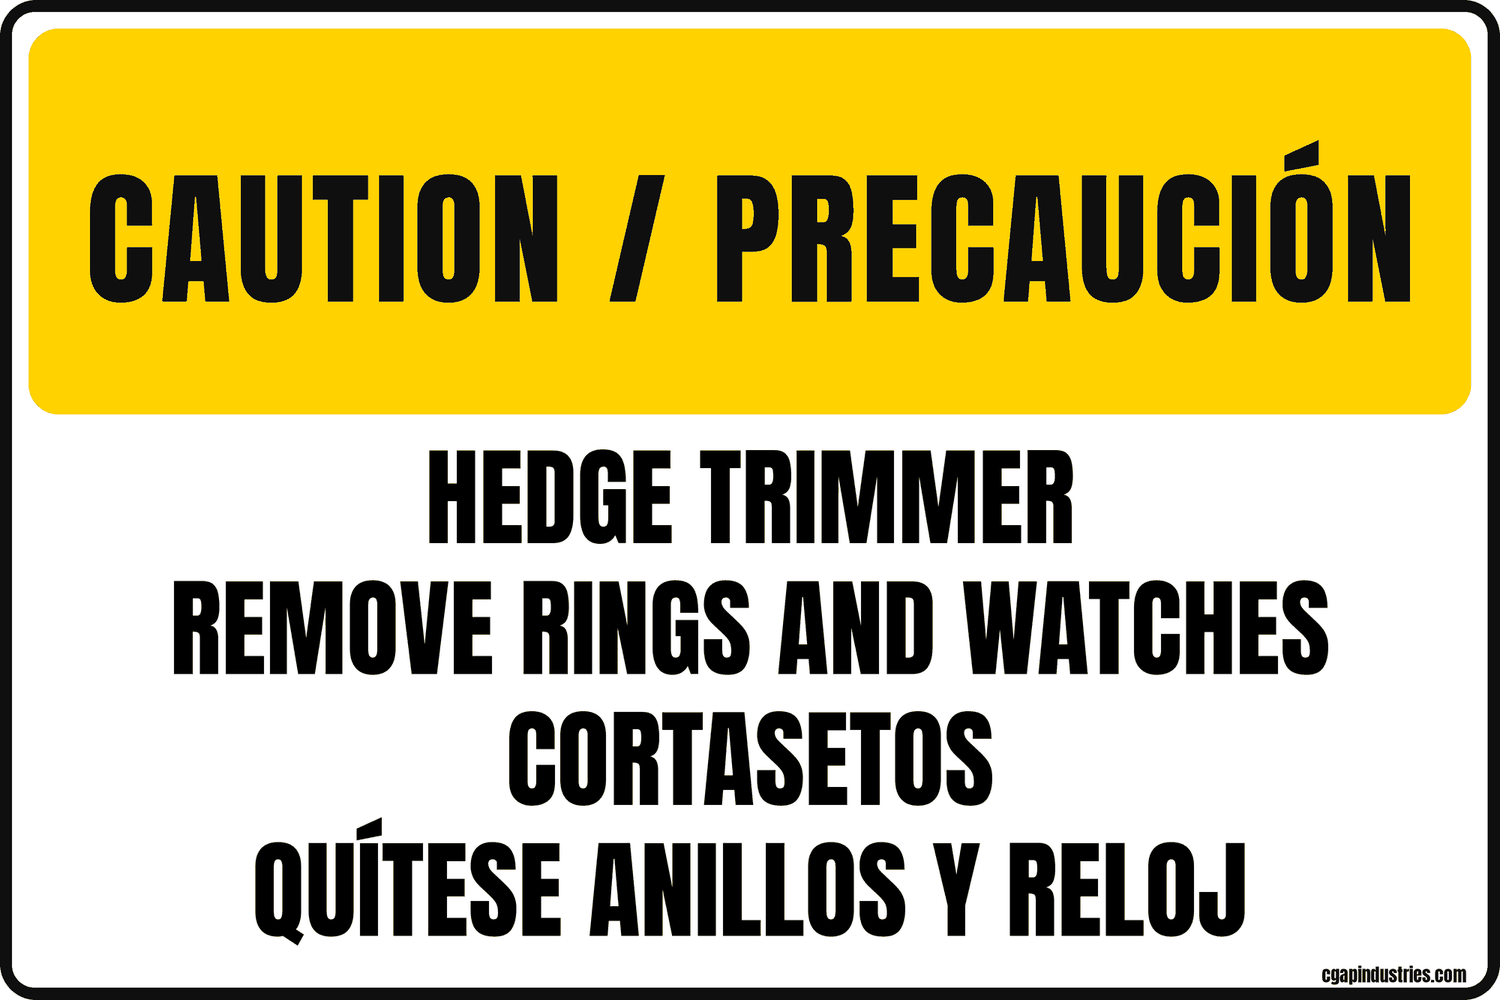 CAUTION / PRECAUCIÓN
HEDGE TRIMMER
REMOVE RINGS AND WATCHES
CORTASETOS
QUÍTESE ANILLOS Y RELOJ
cgapindustries.com